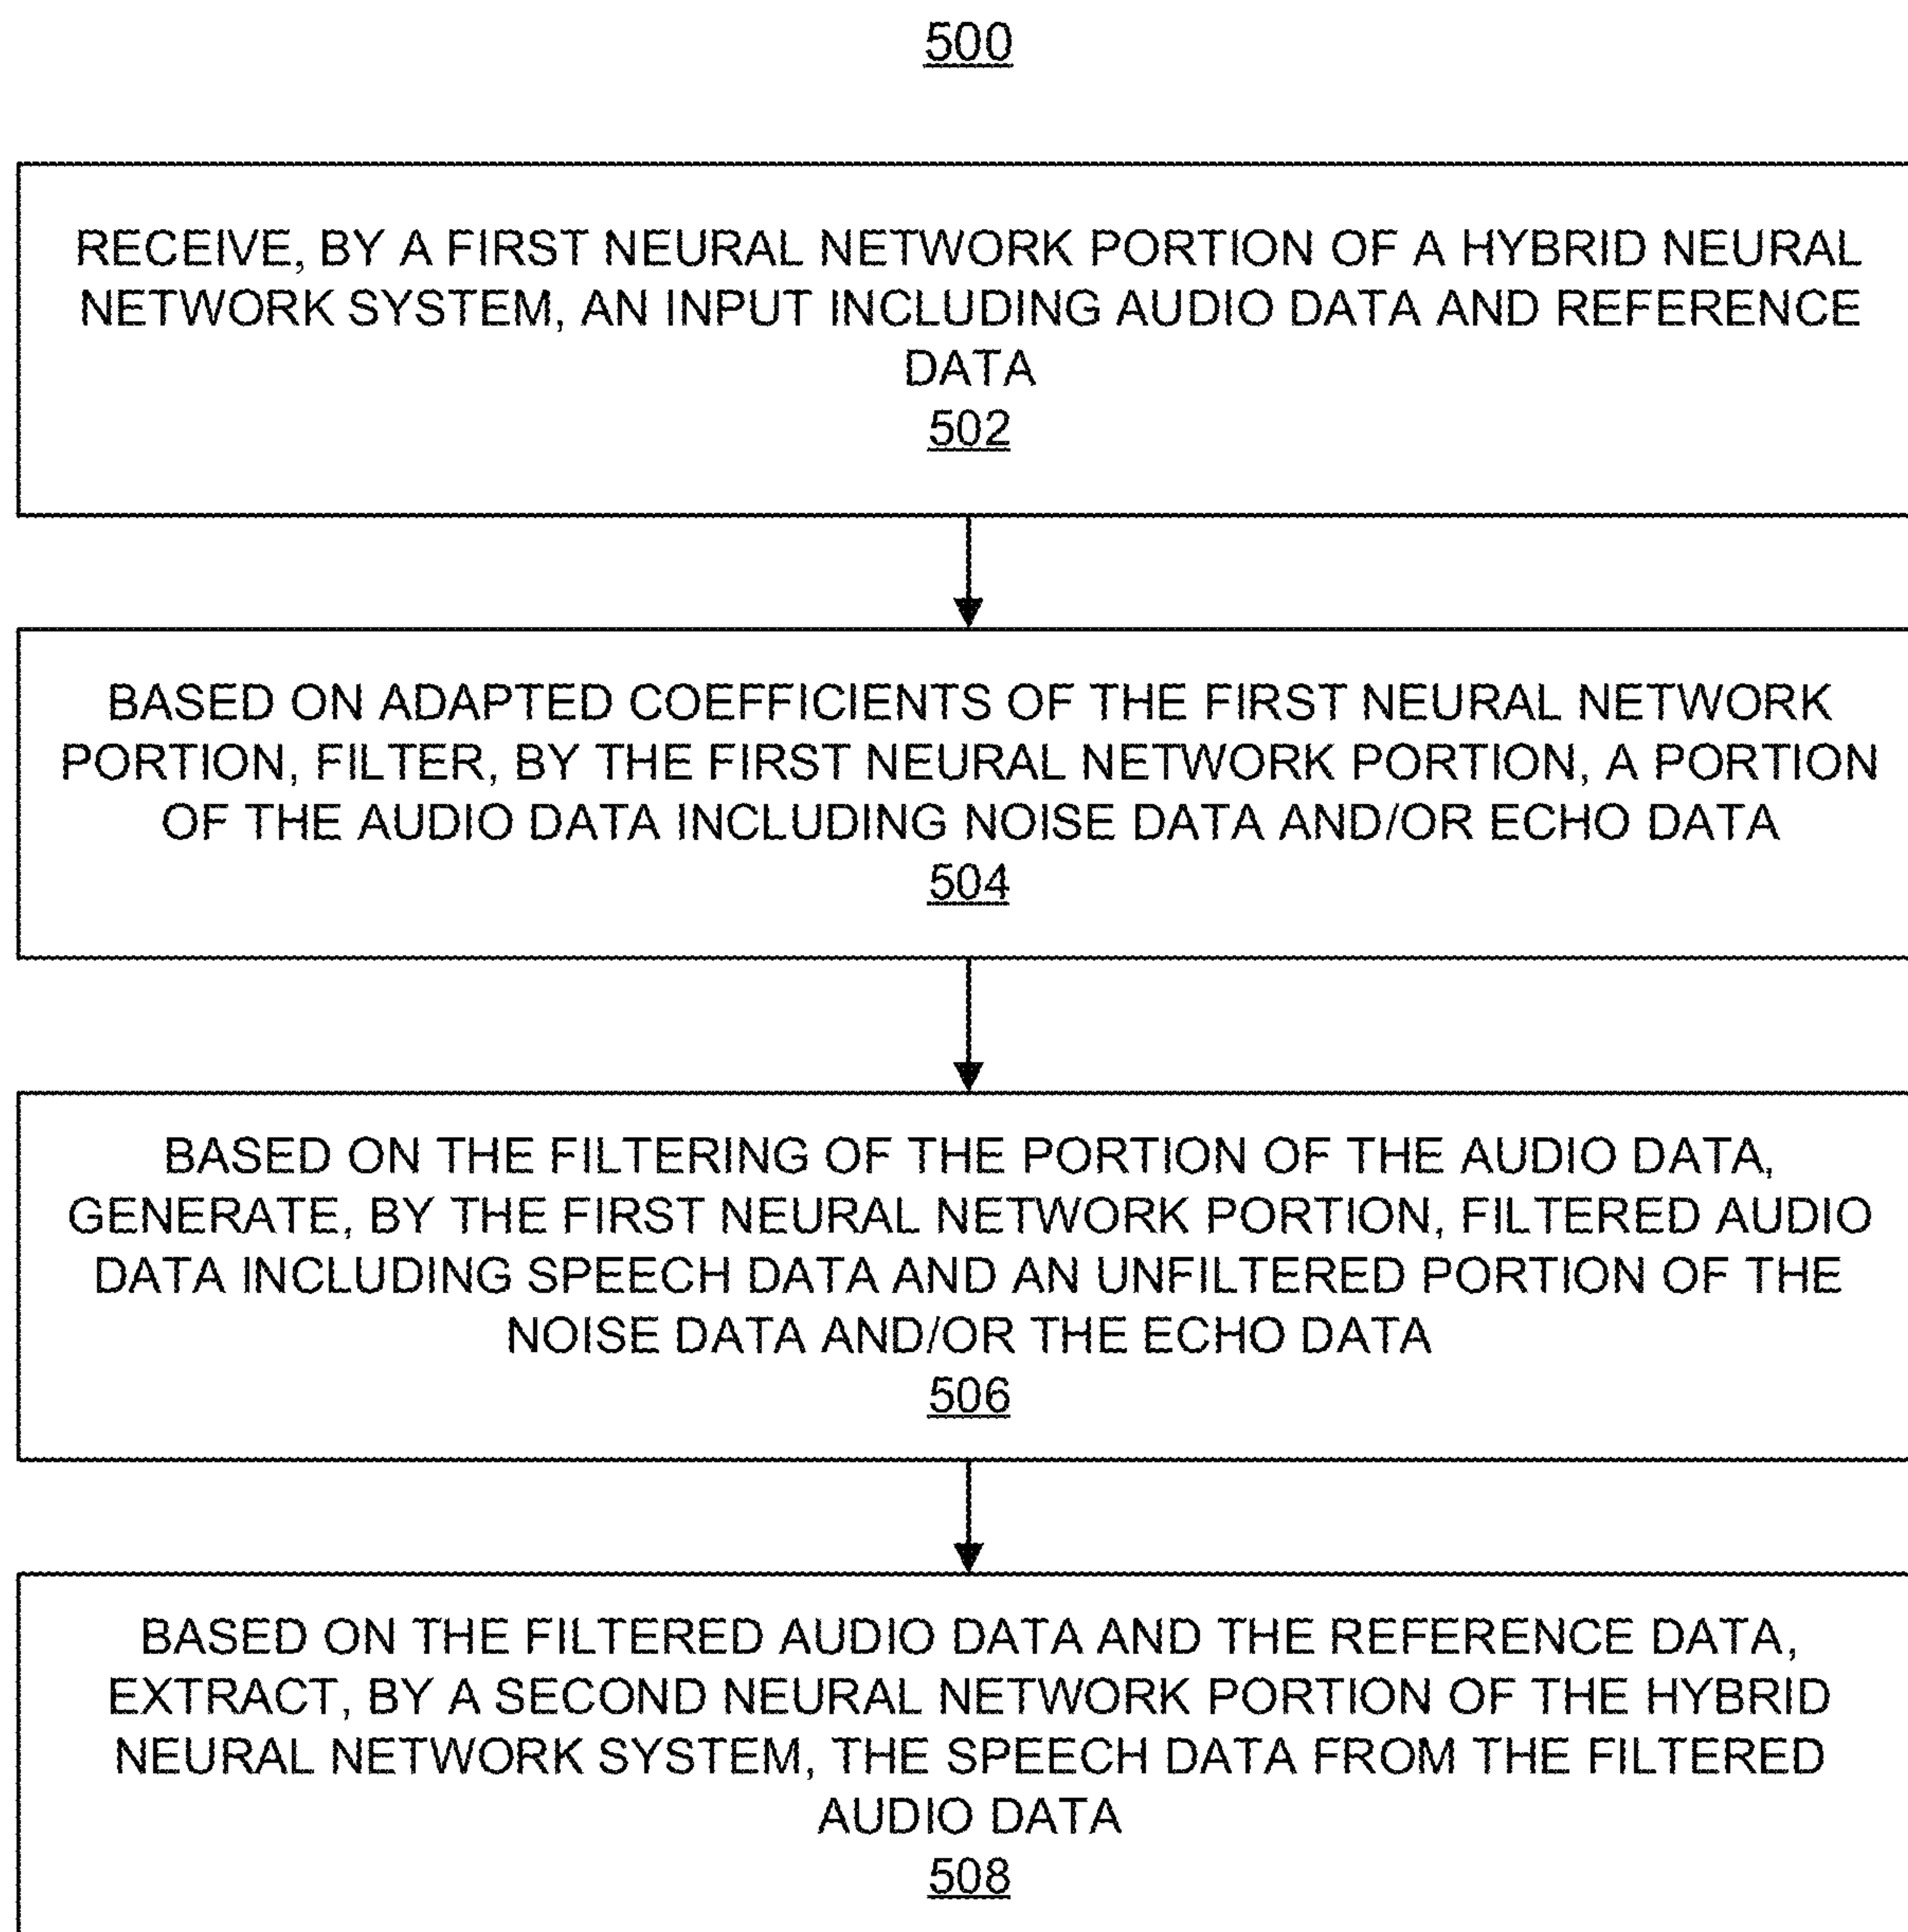 500
RECEIVE, BY A FIRST NEURAL NETWORK PORTION OF A HYBRID NEURAL
NETWORK SYSTEM, AN INPUT INCLUDING AUDIO DATA AND REFERENCE
DATA
502
BASED ON ADAPTED COEFFICIENTS OF THE FIRST NEURAL NETWORK
PORTION, FILTER, BY THE FIRST NEURAL NETWORK PORTION, A PORTION
OF THE AUDIO DATA INCLUDING NOISE DATA AND/OR ECHO DATA
504
BASED ON THE FILTERING OF THE PORTION OF THE AUDIO DATA,
GENERATE, BY THE FIRST NEURAL NETWORK PORTION, FILTERED AUDIO
DATA INCLUDING SPEECH DATA AND AN UNFILTERED PORTION OF THE
NOISE DATA AND/OR THE ECHO DATA
506
BASED ON THE FILTERED AUDIO DATA AND THE REFERENCE DATA,
EXTRACT, BY A SECOND NEURAL NETWORK PORTION OF THE HYBRID
NEURAL NETWORK SYSTEM, THE SPEECH DATA FROM THE FILTERED
AUDIO DATA
508